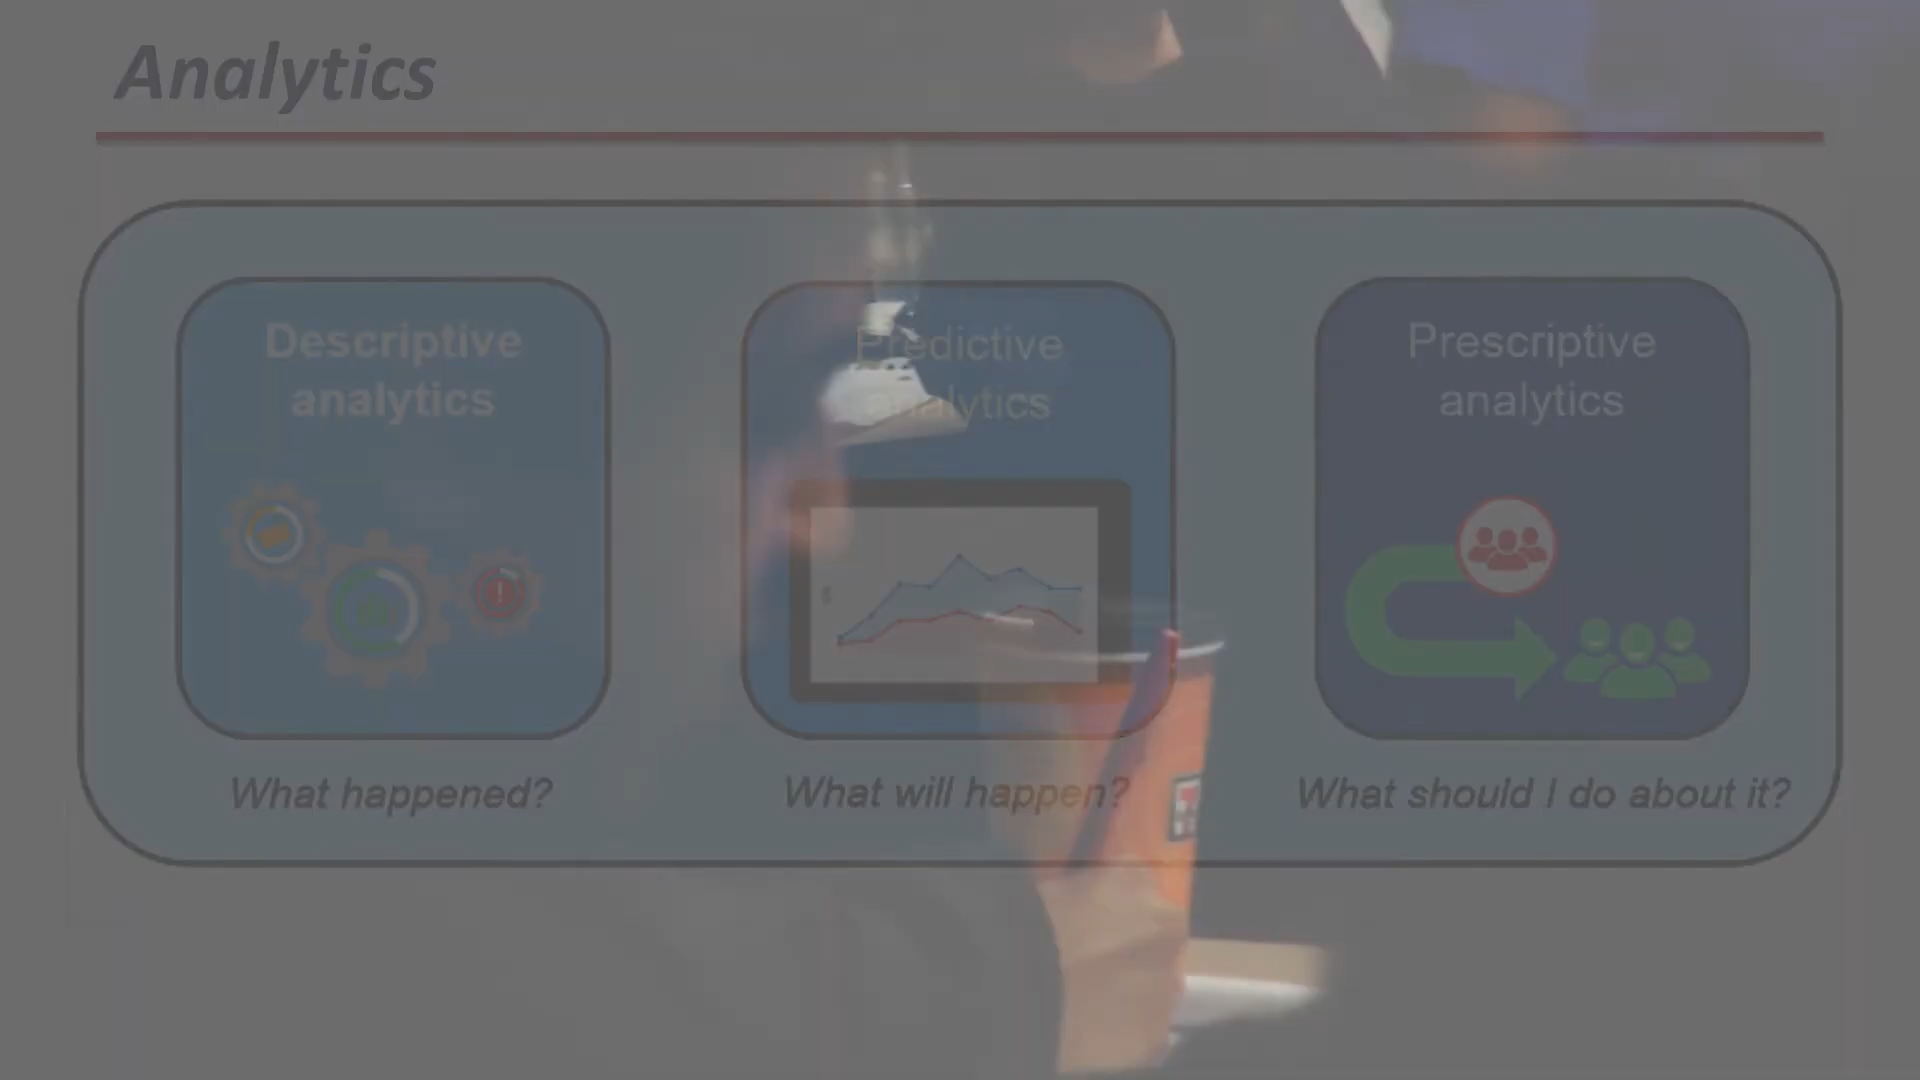 Analytics
Descriptive
analytics
Predictive
analytics
Prescriptive
analytics
What happened?
What will happen?
What should I do about it?